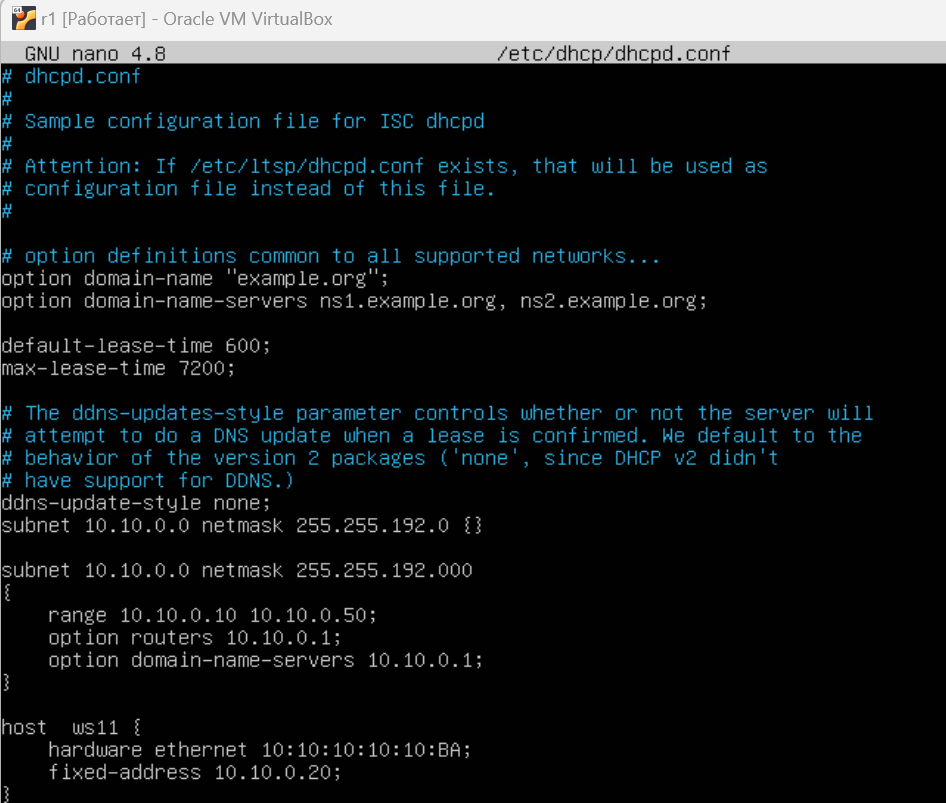 r1 [Работает] - Oracle VM VirtualBox
GNU nano 4.8 /etc/dhcp/dhcpd.conf
# dhcpd.conf
#
# Sample configuration file for ISC dhcpd
#
# Attention: If /etc/ltsp/dhcpd.conf exists, that will be used as
# configuration file instead of this file.
#
# option definitions common to all supported networks...
option domain-name "example.org";
option domain-name-servers ns1.example.org, ns2.example.org;
default-lease-time 600;
max-lease-time 7200;
# The ddns-updates-style parameter controls whether or not the server will
# attempt to do a DNS update when a lease is confirmed. We default to the
# behavior of the version 2 packages ('none', since DHCP v2 didn't
# have support for DDNS.)
ddns-update-style none;
subnet 10.10.0.0 netmask 255.255.192.0 {}
subnet 10.10.0.0 netmask 255.255.192.000
{
range 10.10.0.10 10.10.0.50;
option routers 10.10.0.1;
option domain-name-servers 10.10.0.1;
}
host  ws11 {
hardware ethernet 10:10:10:10:10:BA;
fixed-address 10.10.0.20;
}